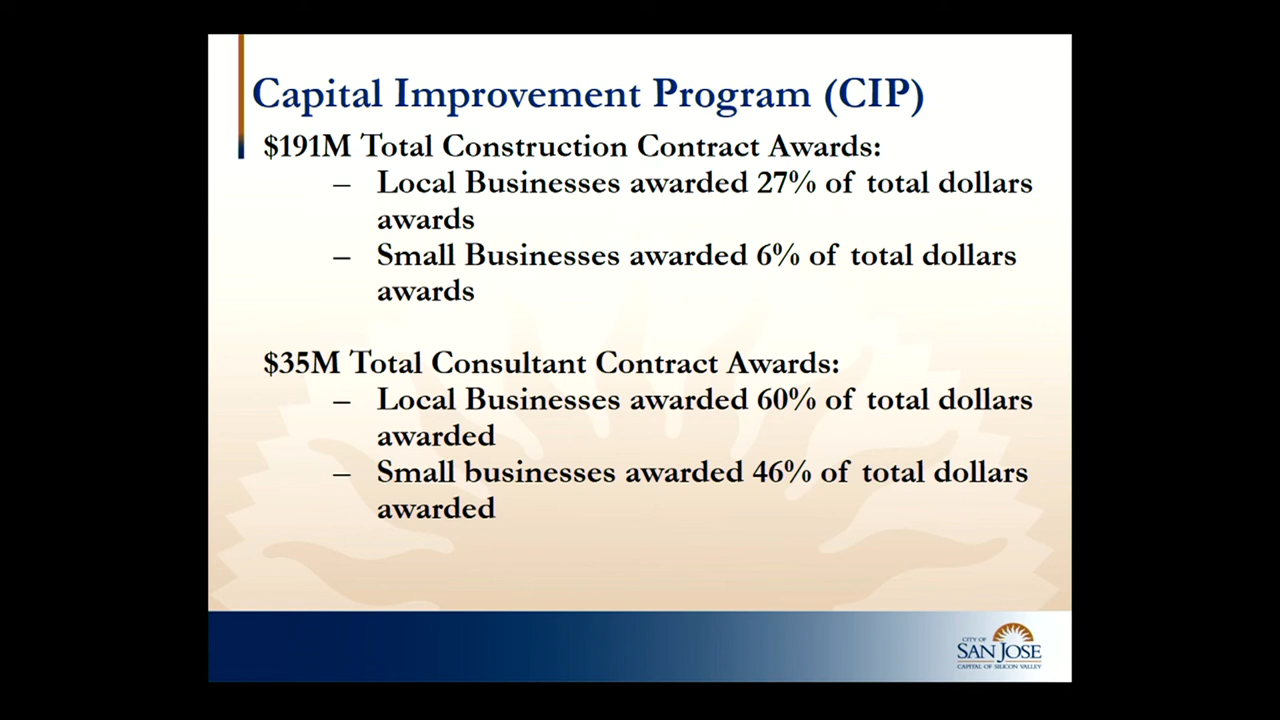 Capital Improvement Program (CIP)
$191M Total Construction Contract Awards:
– Local Businesses awarded 27% of total dollars
awards
– Small Businesses awarded 6% of total dollars
awards
$35M Total Consultant Contract Awards:
– Local Businesses awarded 60% of total dollars
awarded
– Small businesses awarded 46% of total dollars
awarded
CITY OF
SAN JOSE
CAPITAL OF SILICON VALLEY